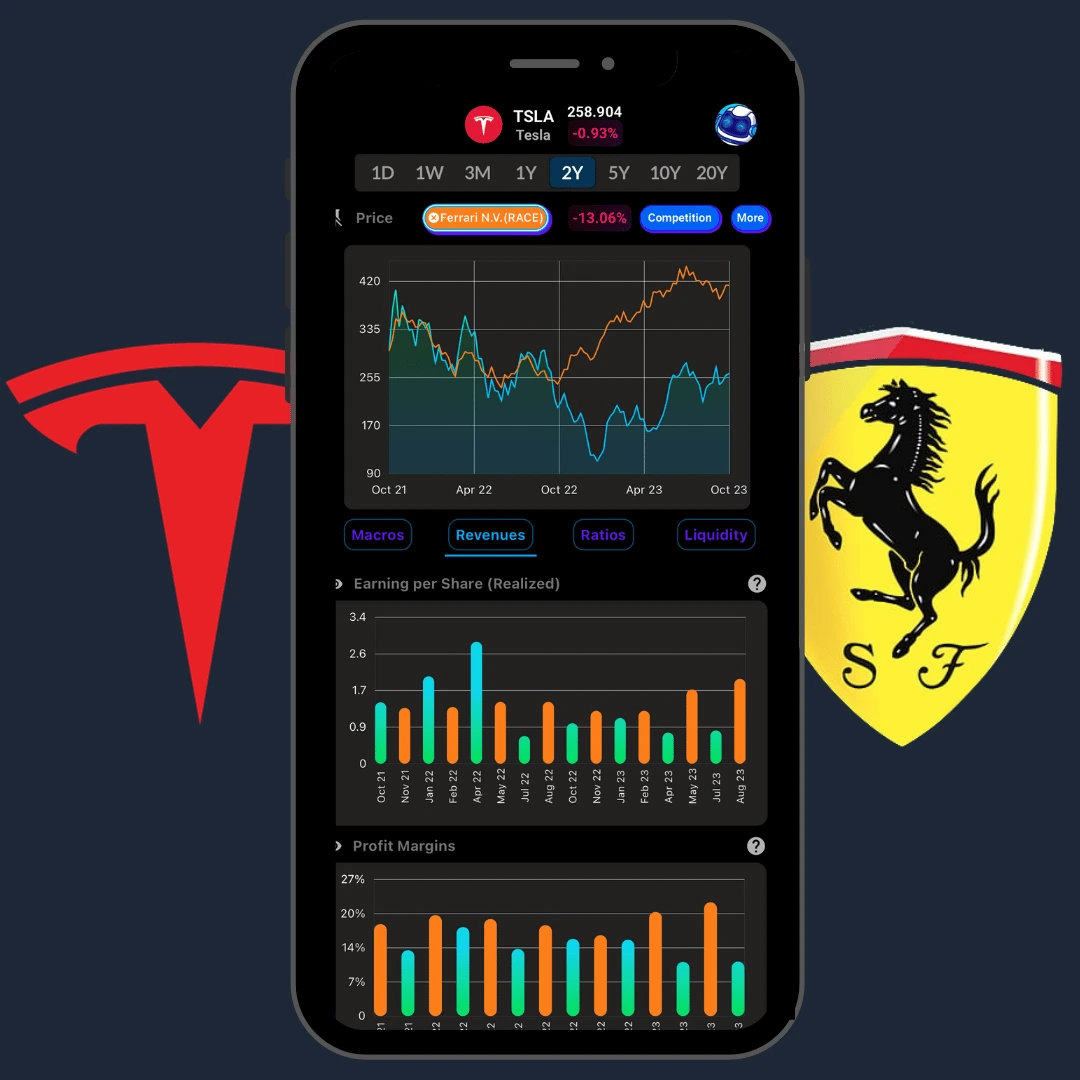 TSLA 258.904
Tesla -0.93%
1D 1W 3M 1Y 2Y 5Y 10Y 20Y
Price Ferrari N.V.(RACE) -13.06% Competition More
420
335
255
170
90
Oct 21 Apr 22 Oct 22 Apr 23 Oct 23
Macros Revenues Ratios Liquidity
Earning per Share (Realized) ?
3.4
2.6
1.7
0.9
0
Oct 21 Nov 21 Jan 22 Feb 22 Apr 22 May 22 Jul 22 Aug 22 Oct 22 Nov 22 Jan 23 Feb 23 Apr 23 May 23 Jul 23 Aug 23
Profit Margins ?
27%
20%
14%
7%
0
S F